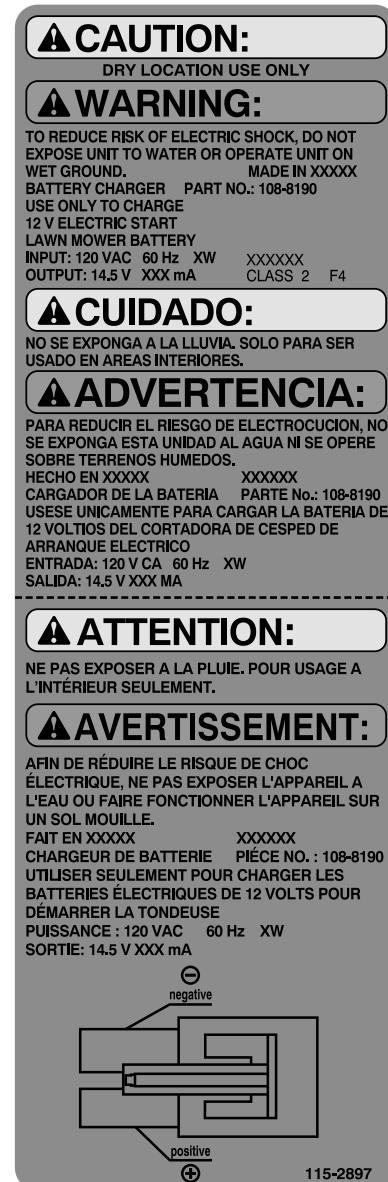 CAUTION:
DRY LOCATION USE ONLY
WARNING:
TO REDUCE RISK OF ELECTRIC SHOCK, DO NOT
EXPOSE UNIT TO WATER OR OPERATE UNIT ON
WET GROUND. MADE IN XXXXX
BATTERY CHARGER PART NO.: 108-8190
USE ONLY TO CHARGE
12 V ELECTRIC START
LAWN MOWER BATTERY
INPUT: 120 VAC 60 Hz XW XXXXXX
OUTPUT: 14.5 V XXX mA CLASS 2 F4
CUIDADO:
NO SE EXPONGA A LA LLUVIA. SOLO PARA SER
USADO EN AREAS INTERIORES.
ADVERTENCIA:
PARA REDUCIR EL RIESGO DE ELECTROCUCION, NO
SE EXPONGA ESTA UNIDAD AL AGUA NI SE OPERE
SOBRE TERRENOS HUMEDOS.
HECHO EN XXXXX XXXXXX
CARGADOR DE LA BATERIA PARTE No.: 108-8190
USESE UNICAMENTE PARA CARGAR LA BATERIA DE
12 VOLTIOS DEL CORTADORA DE CESPED DE
ARRANQUE ELECTRICO
ENTRADA: 120 V CA 60 Hz XW
SALIDA: 14.5 V XXX MA
ATTENTION:
NE PAS EXPOSER A LA PLUIE. POUR USAGE A
L'INTÉRIEUR SEULEMENT.
AVERTISSEMENT:
AFIN DE RÉDUIRE LE RISQUE DE CHOC
ÉLECTRIQUE, NE PAS EXPOSER L'APPAREIL A
L'EAU OU FAIRE FONCTIONNER L'APPAREIL SUR
UN SOL MOUILLE.
FAIT EN XXXXX XXXXXX
CHARGEUR DE BATTERIE PIÉCE NO. : 108-8190
UTILISER SEULEMENT POUR CHARGER LES
BATTERIES ÉLECTRIQUES DE 12 VOLTS POUR
DÉMARRER LA TONDEUSE
PUISSANCE : 120 VAC 60 Hz XW
SORTIE: 14.5 V XXX mA
negative
positive
115-2897